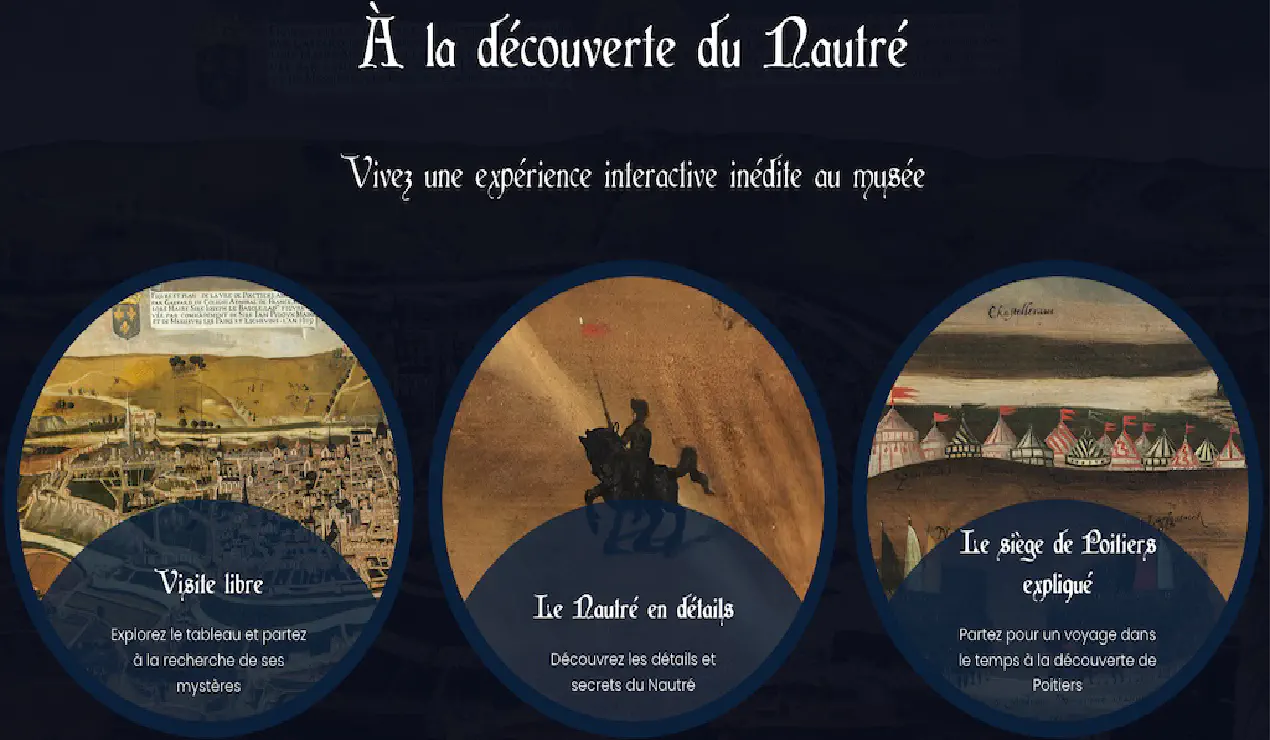 À la découverte du Nautré
Vivez une expérience interactive inédite au musée
Chastelleraut
Visite libre
Explorez le tableau et partez
à la recherche de ses
mystères
Le Nautré en détails
Découvrez les détails et
secrets du Nautré
Le siège de Poitiers
expliqué
Partez pour un voyage dans
le temps à la découverte de
Poitiers